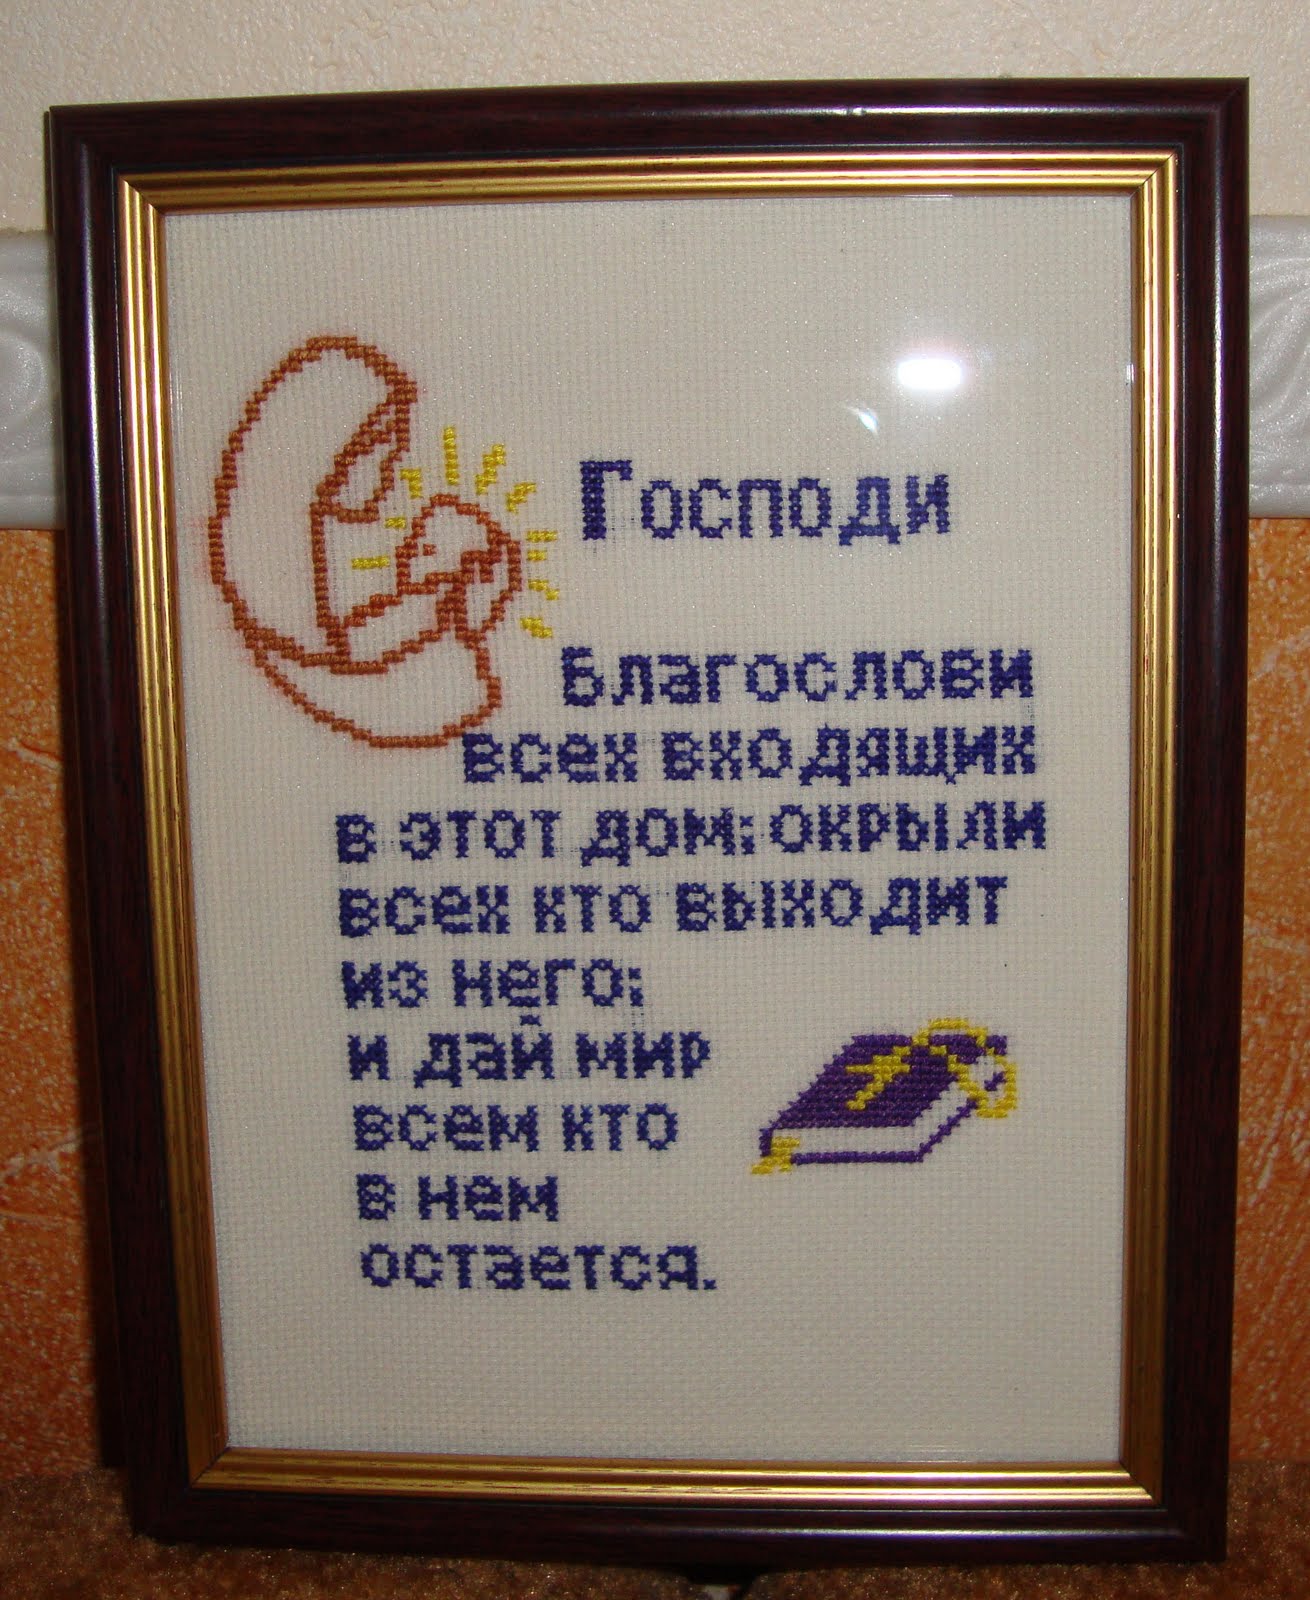 Господи
Благослови
всех входящих
в этот дом: окрыли
всех кто выходит
из него:
и дай мир
всем кто
в нем
остается.